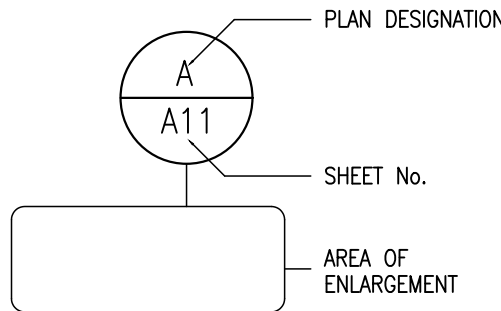 PLAN DESIGNATION
A
A11
SHEET No.
AREA OF
ENLARGEMENT